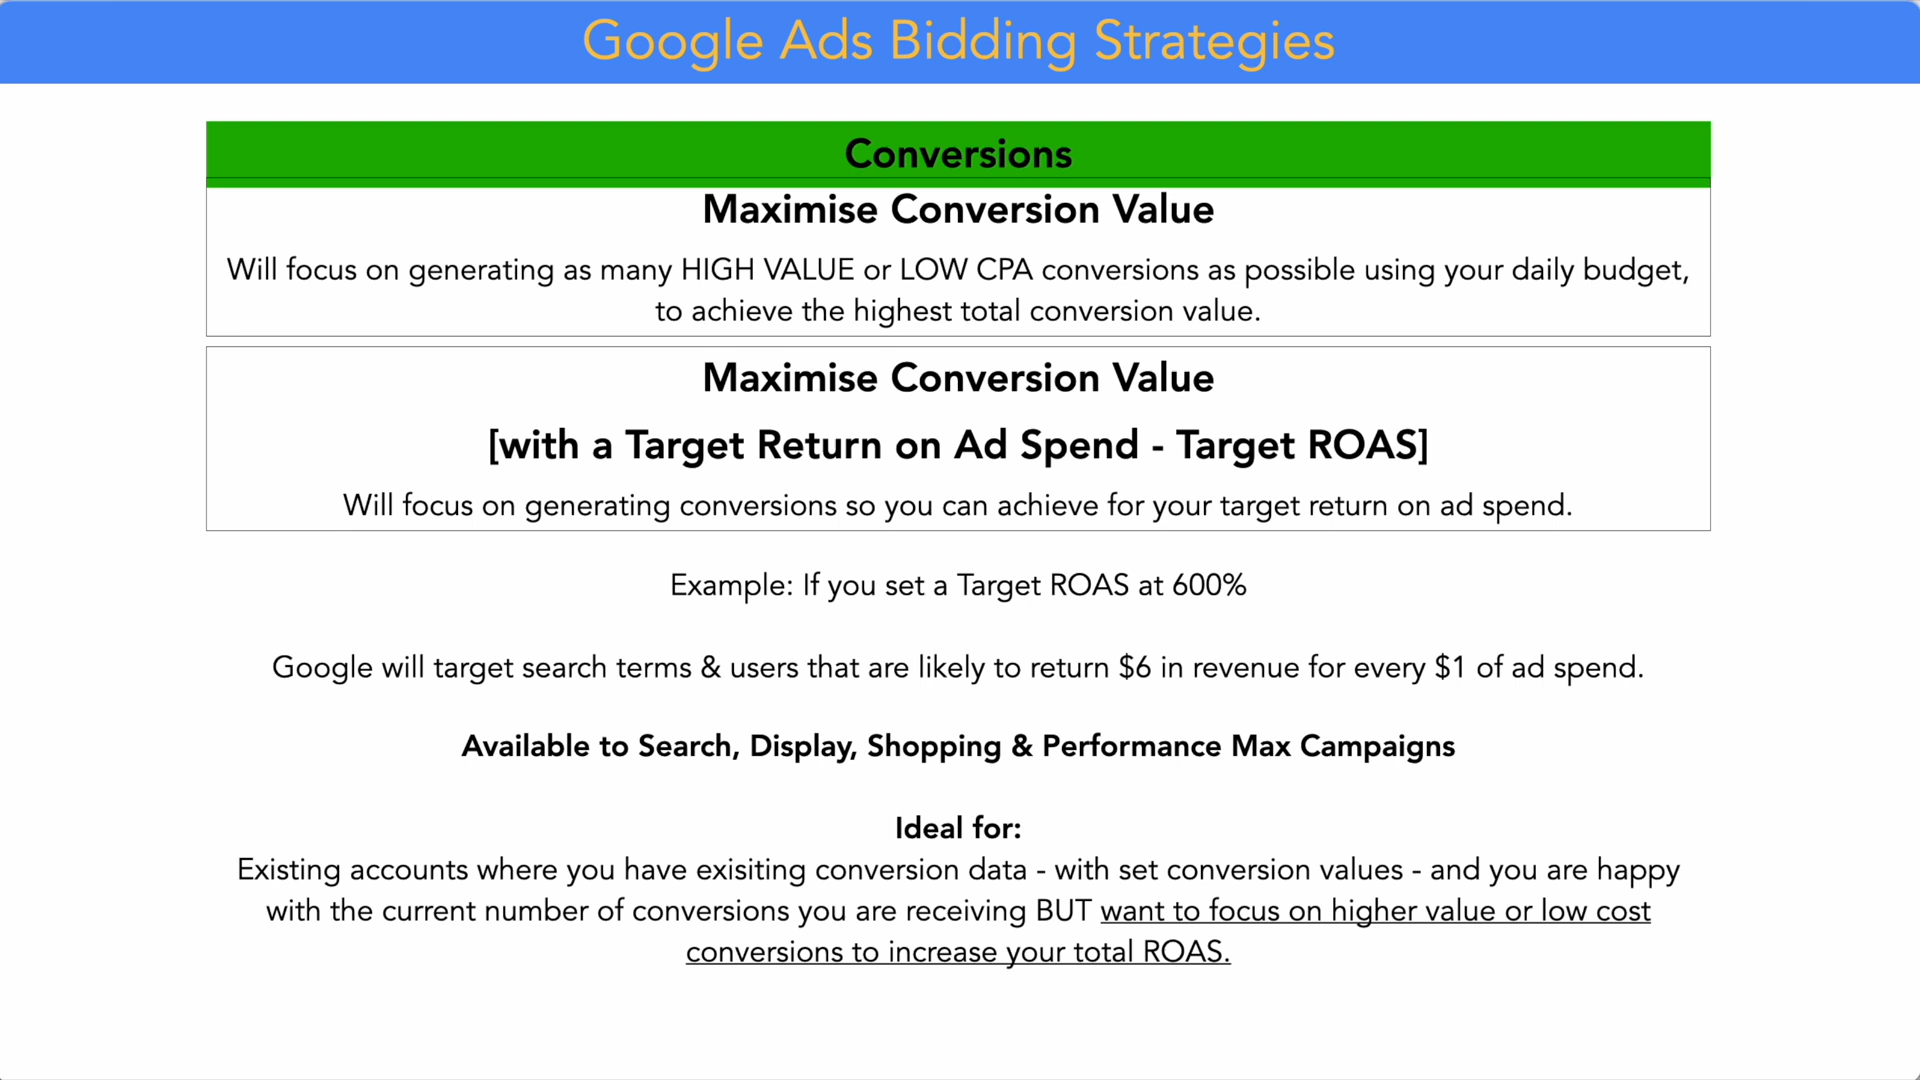 Google Ads Bidding Strategies
Conversions
Maximise Conversion Value
Will focus on generating as many HIGH VALUE or LOW CPA conversions as possible using your daily budget,
to achieve the highest total conversion value.
Maximise Conversion Value
[with a Target Return on Ad Spend - Target ROAS]
Will focus on generating conversions so you can achieve for your target return on ad spend.
Example: If you set a Target ROAS at 600%
Google will target search terms & users that are likely to return $6 in revenue for every $1 of ad spend.
Available to Search, Display, Shopping & Performance Max Campaigns
Ideal for:
Existing accounts where you have exisiting conversion data - with set conversion values - and you are happy
with the current number of conversions you are receiving BUT want to focus on higher value or low cost
conversions to increase your total ROAS.